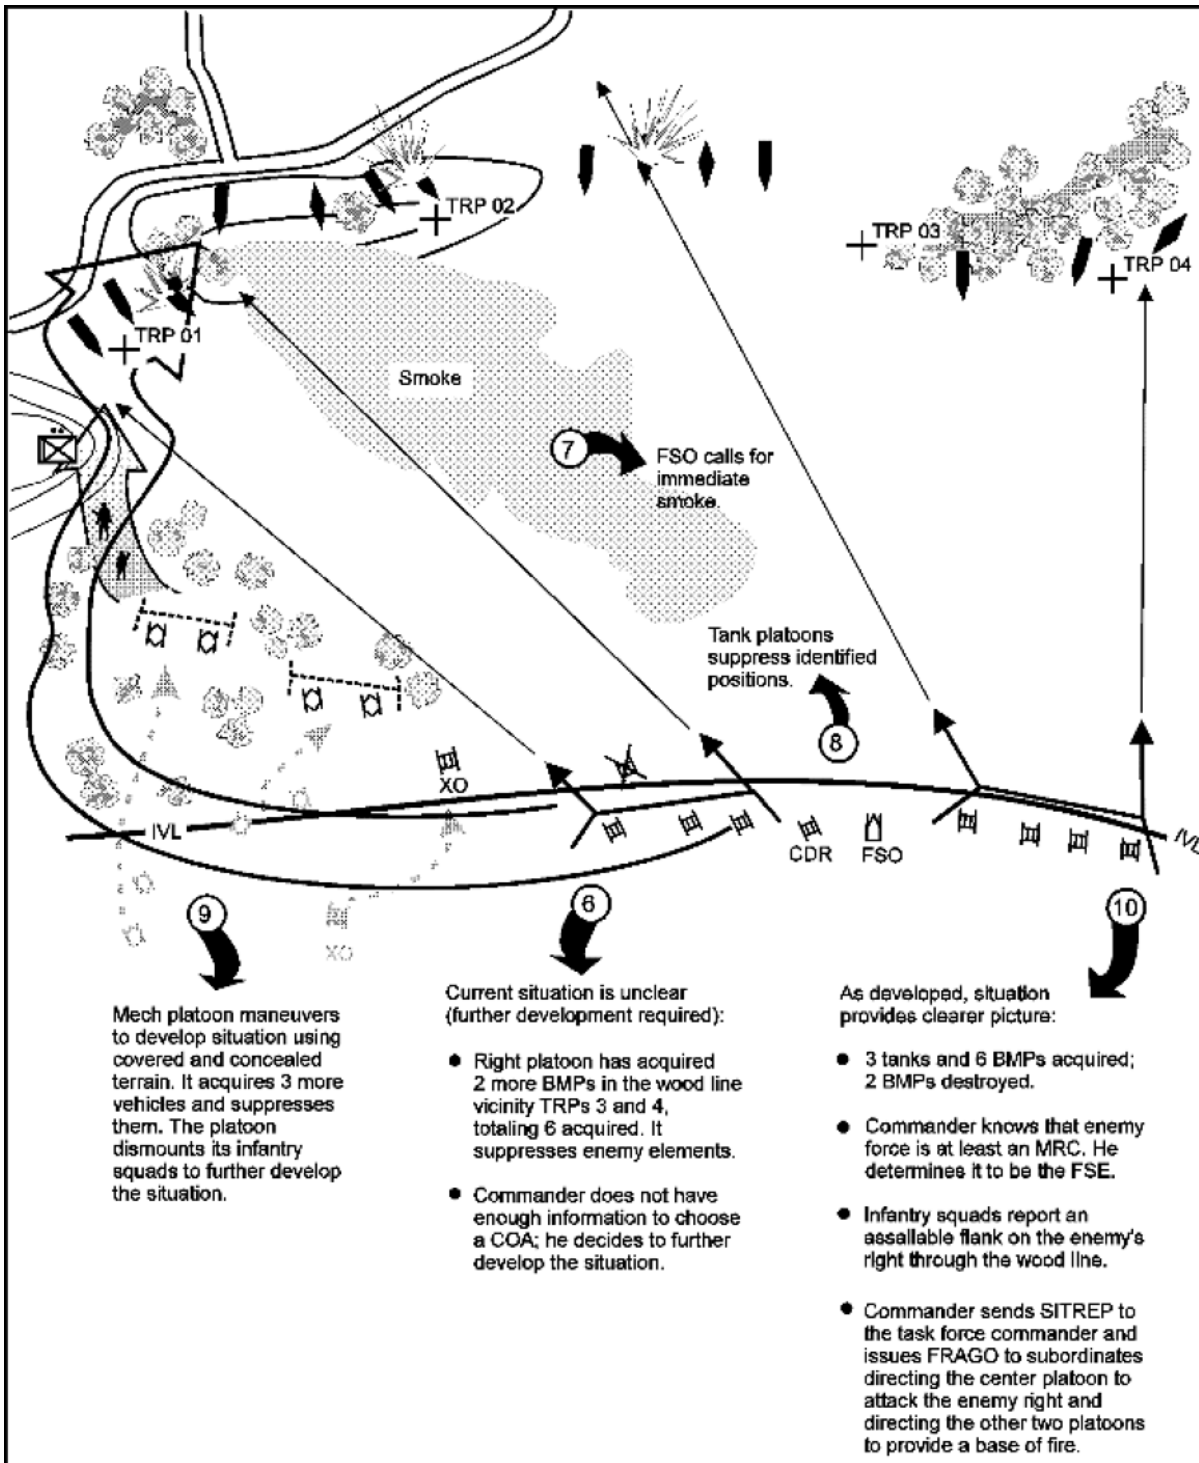 TRP 02
TRP 03
TRP 04
TRP 01
Smoke
7
FSO calls for
immediate
smoke.
Tank platoons
suppress identified
positions.
8
XO
IVL
CDR
FSO
IVL
9
6
10
XO
Mech platoon maneuvers
to develop situation using
covered and concealed
terrain. It acquires 3 more
vehicles and suppresses
them. The platoon
dismounts its infantry
squads to further develop
the situation.
Current situation is unclear
(further development required):
● Right platoon has acquired
2 more BMPs in the wood line
vicinity TRPs 3 and 4,
totaling 6 acquired. It
suppresses enemy elements.
● Commander does not have
enough information to choose
a COA; he decides to further
develop the situation.
As developed, situation
provides clearer picture:
● 3 tanks and 6 BMPs acquired;
2 BMPs destroyed.
● Commander knows that enemy
force is at least an MRC. He
determines it to be the FSE.
● Infantry squads report an
assailable flank on the enemy's
right through the wood line.
● Commander sends SITREP to
the task force commander and
issues FRAGO to subordinates
directing the center platoon to
attack the enemy right and
directing the other two platoons
to provide a base of fire.